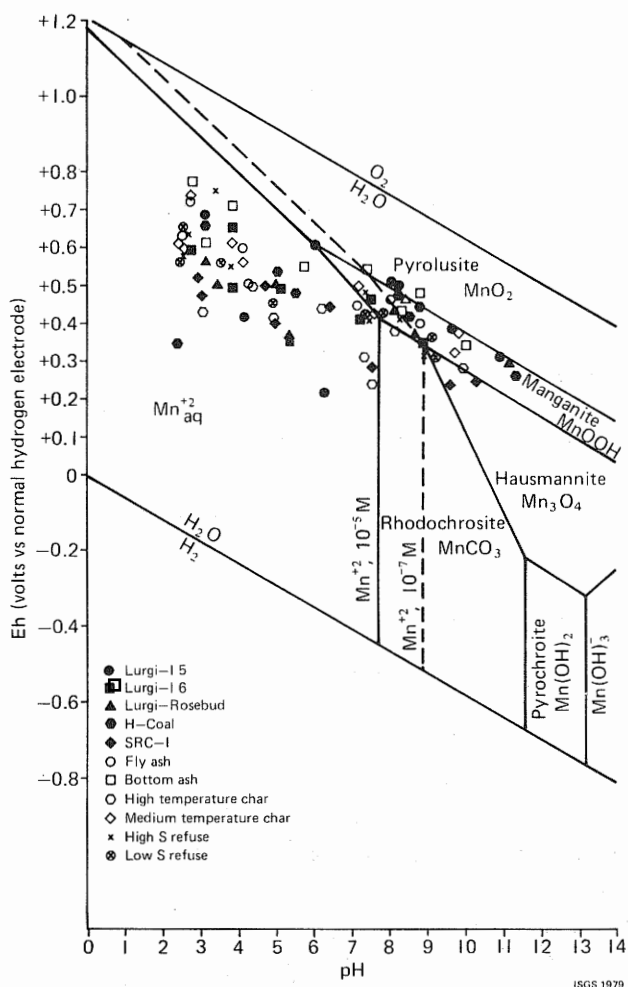 +1.2
+1.0
+0.8
+0.7
+0.6
+0.5
+0.4
+0.3
+0.2
+0.1
0
−0.2
−0.4
−0.6
−0.8
Eh (volts vs normal hydrogen electrode)
O2
H2O
Pyrolusite
MnO2
Manganite
MnOOH
Mn+2aq
Hausmannite
Mn3O4
H2O
H2
Mn+2, 10−5 M
Rhodochrosite
MnCO3
Mn+2, 10−7 M
Pyrochroite
Mn(OH)2
Mn(OH)3−
Lurgi–I 5
Lurgi–I 6
Lurgi–Rosebud
H–Coal
SRC–I
Fly ash
Bottom ash
High temperature char
Medium temperature char
High S refuse
Low S refuse
0 1 2 3 4 5 6 7 8 9 10 11 12 13 14
pH
ISGS 1979